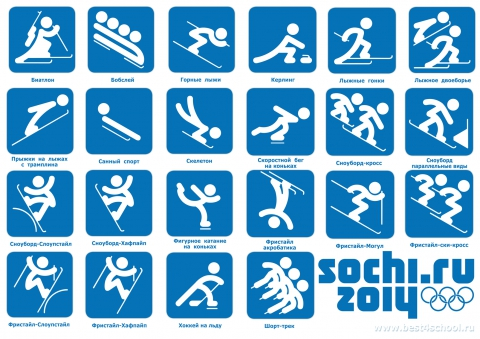 Биатлон
Бобслей
Горные лыжи
Керлинг
Лыжные гонки
Лыжное двоеборье
Прыжки на лыжах
с трамплина
Санный спорт
Скелетон
Скоростной бег
на коньках
Сноуборд-кросс
Сноуборд
параллельные виды
Сноуборд-Слоупстайл
Сноуборд-Хафпайп
Фигурное катание
на коньках
Фристайл
акробатика
Фристайл-Могул
Фристайл-ски-кросс
Фристайл-Слоупстайл
Фристайл-Хафпайп
Хоккей на льду
Шорт-трек
sochi.ru
2014
www.best4school.ru